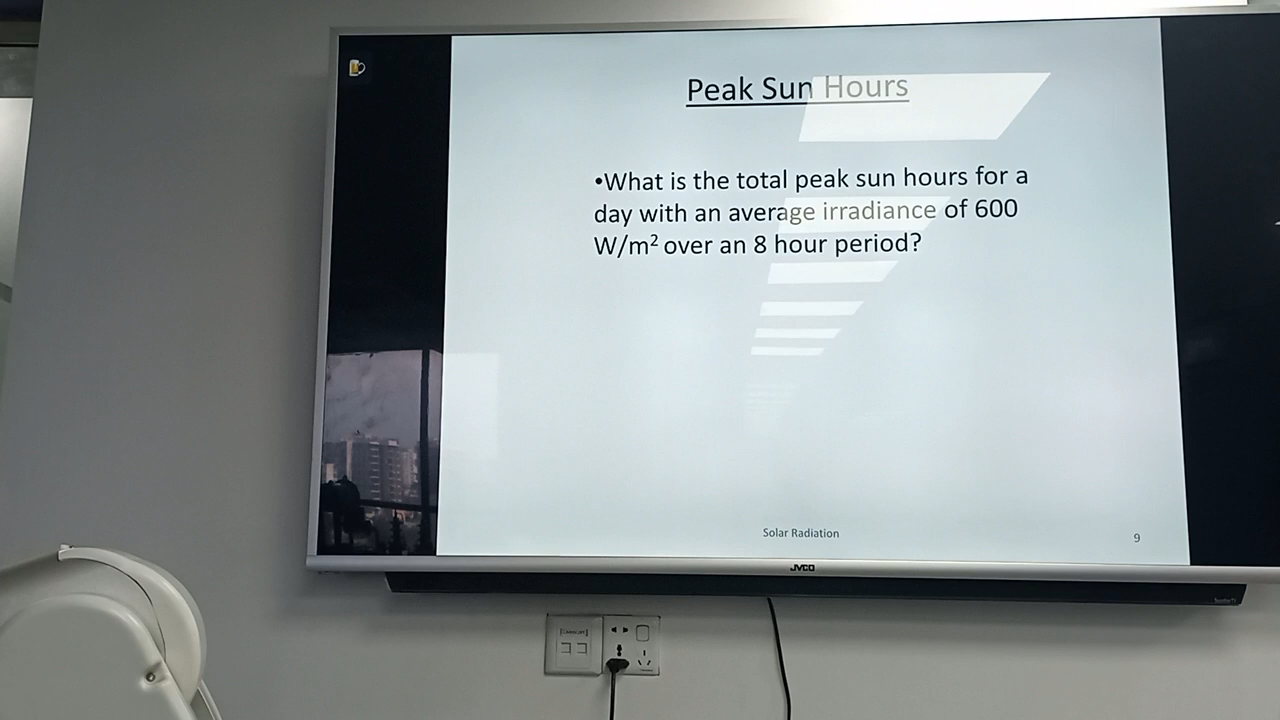 Peak Sun Hours
•What is the total peak sun hours for a
day with an average irradiance of 600
W/m² over an 8 hour period?
Solar Radiation
9
JVCO